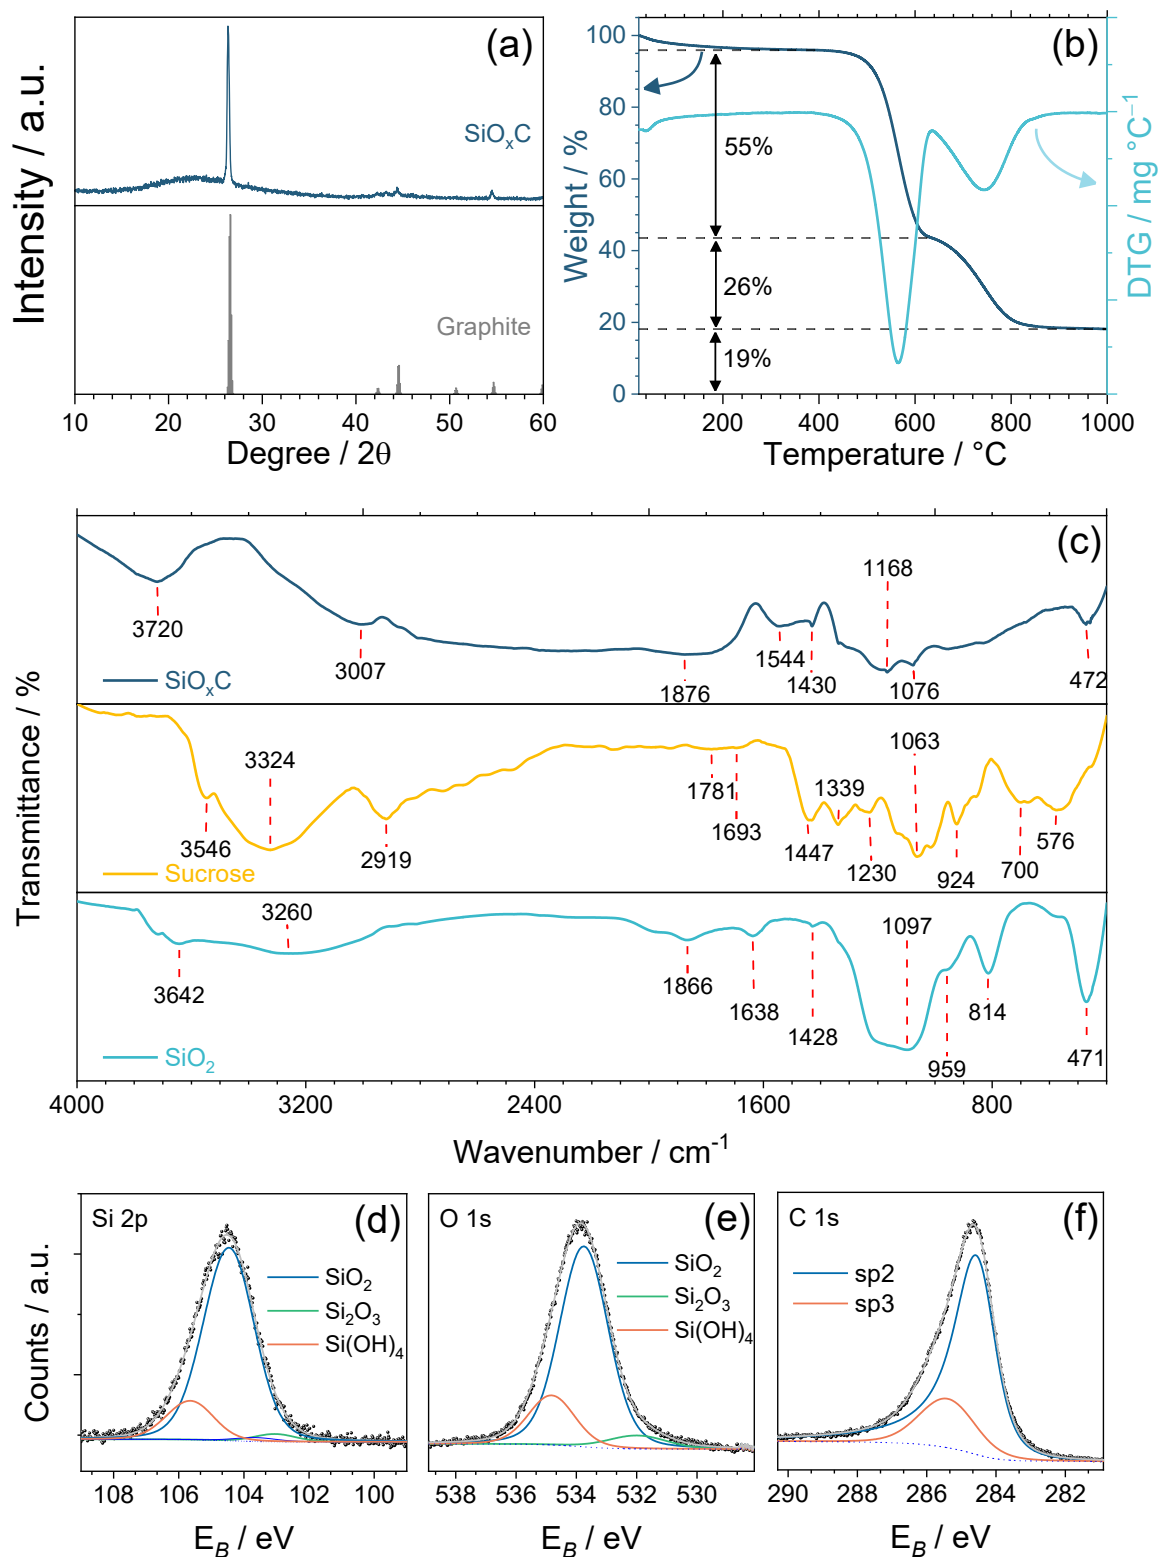 (a)
Intensity / a.u.
SiOₓC
Graphite
10 20 30 40 50 60
Degree / 2θ
(b)
Weight / %
100
80
60
40
20
0
55%
26%
19%
200 400 600 800 1000
Temperature / °C
DTG / mg °C⁻¹
(c)
Transmittance / %
1168
3720
3007
1876
1544
1430
1076
472
SiOₓC
3324
1063
1339
1781
1693
3546
2919
1447
1230
924
700
576
Sucrose
3260
1097
3642
1866
1638
1428
959
814
471
SiO₂
4000 3200 2400 1600 800
Wavenumber / cm⁻¹
Counts / a.u.
Si 2p
(d)
SiO₂
Si₂O₃
Si(OH)₄
108 106 104 102 100
E_B / eV
O 1s
(e)
SiO₂
Si₂O₃
Si(OH)₄
538 536 534 532 530
E_B / eV
C 1s
(f)
sp2
sp3
290 288 286 284 282
E_B / eV